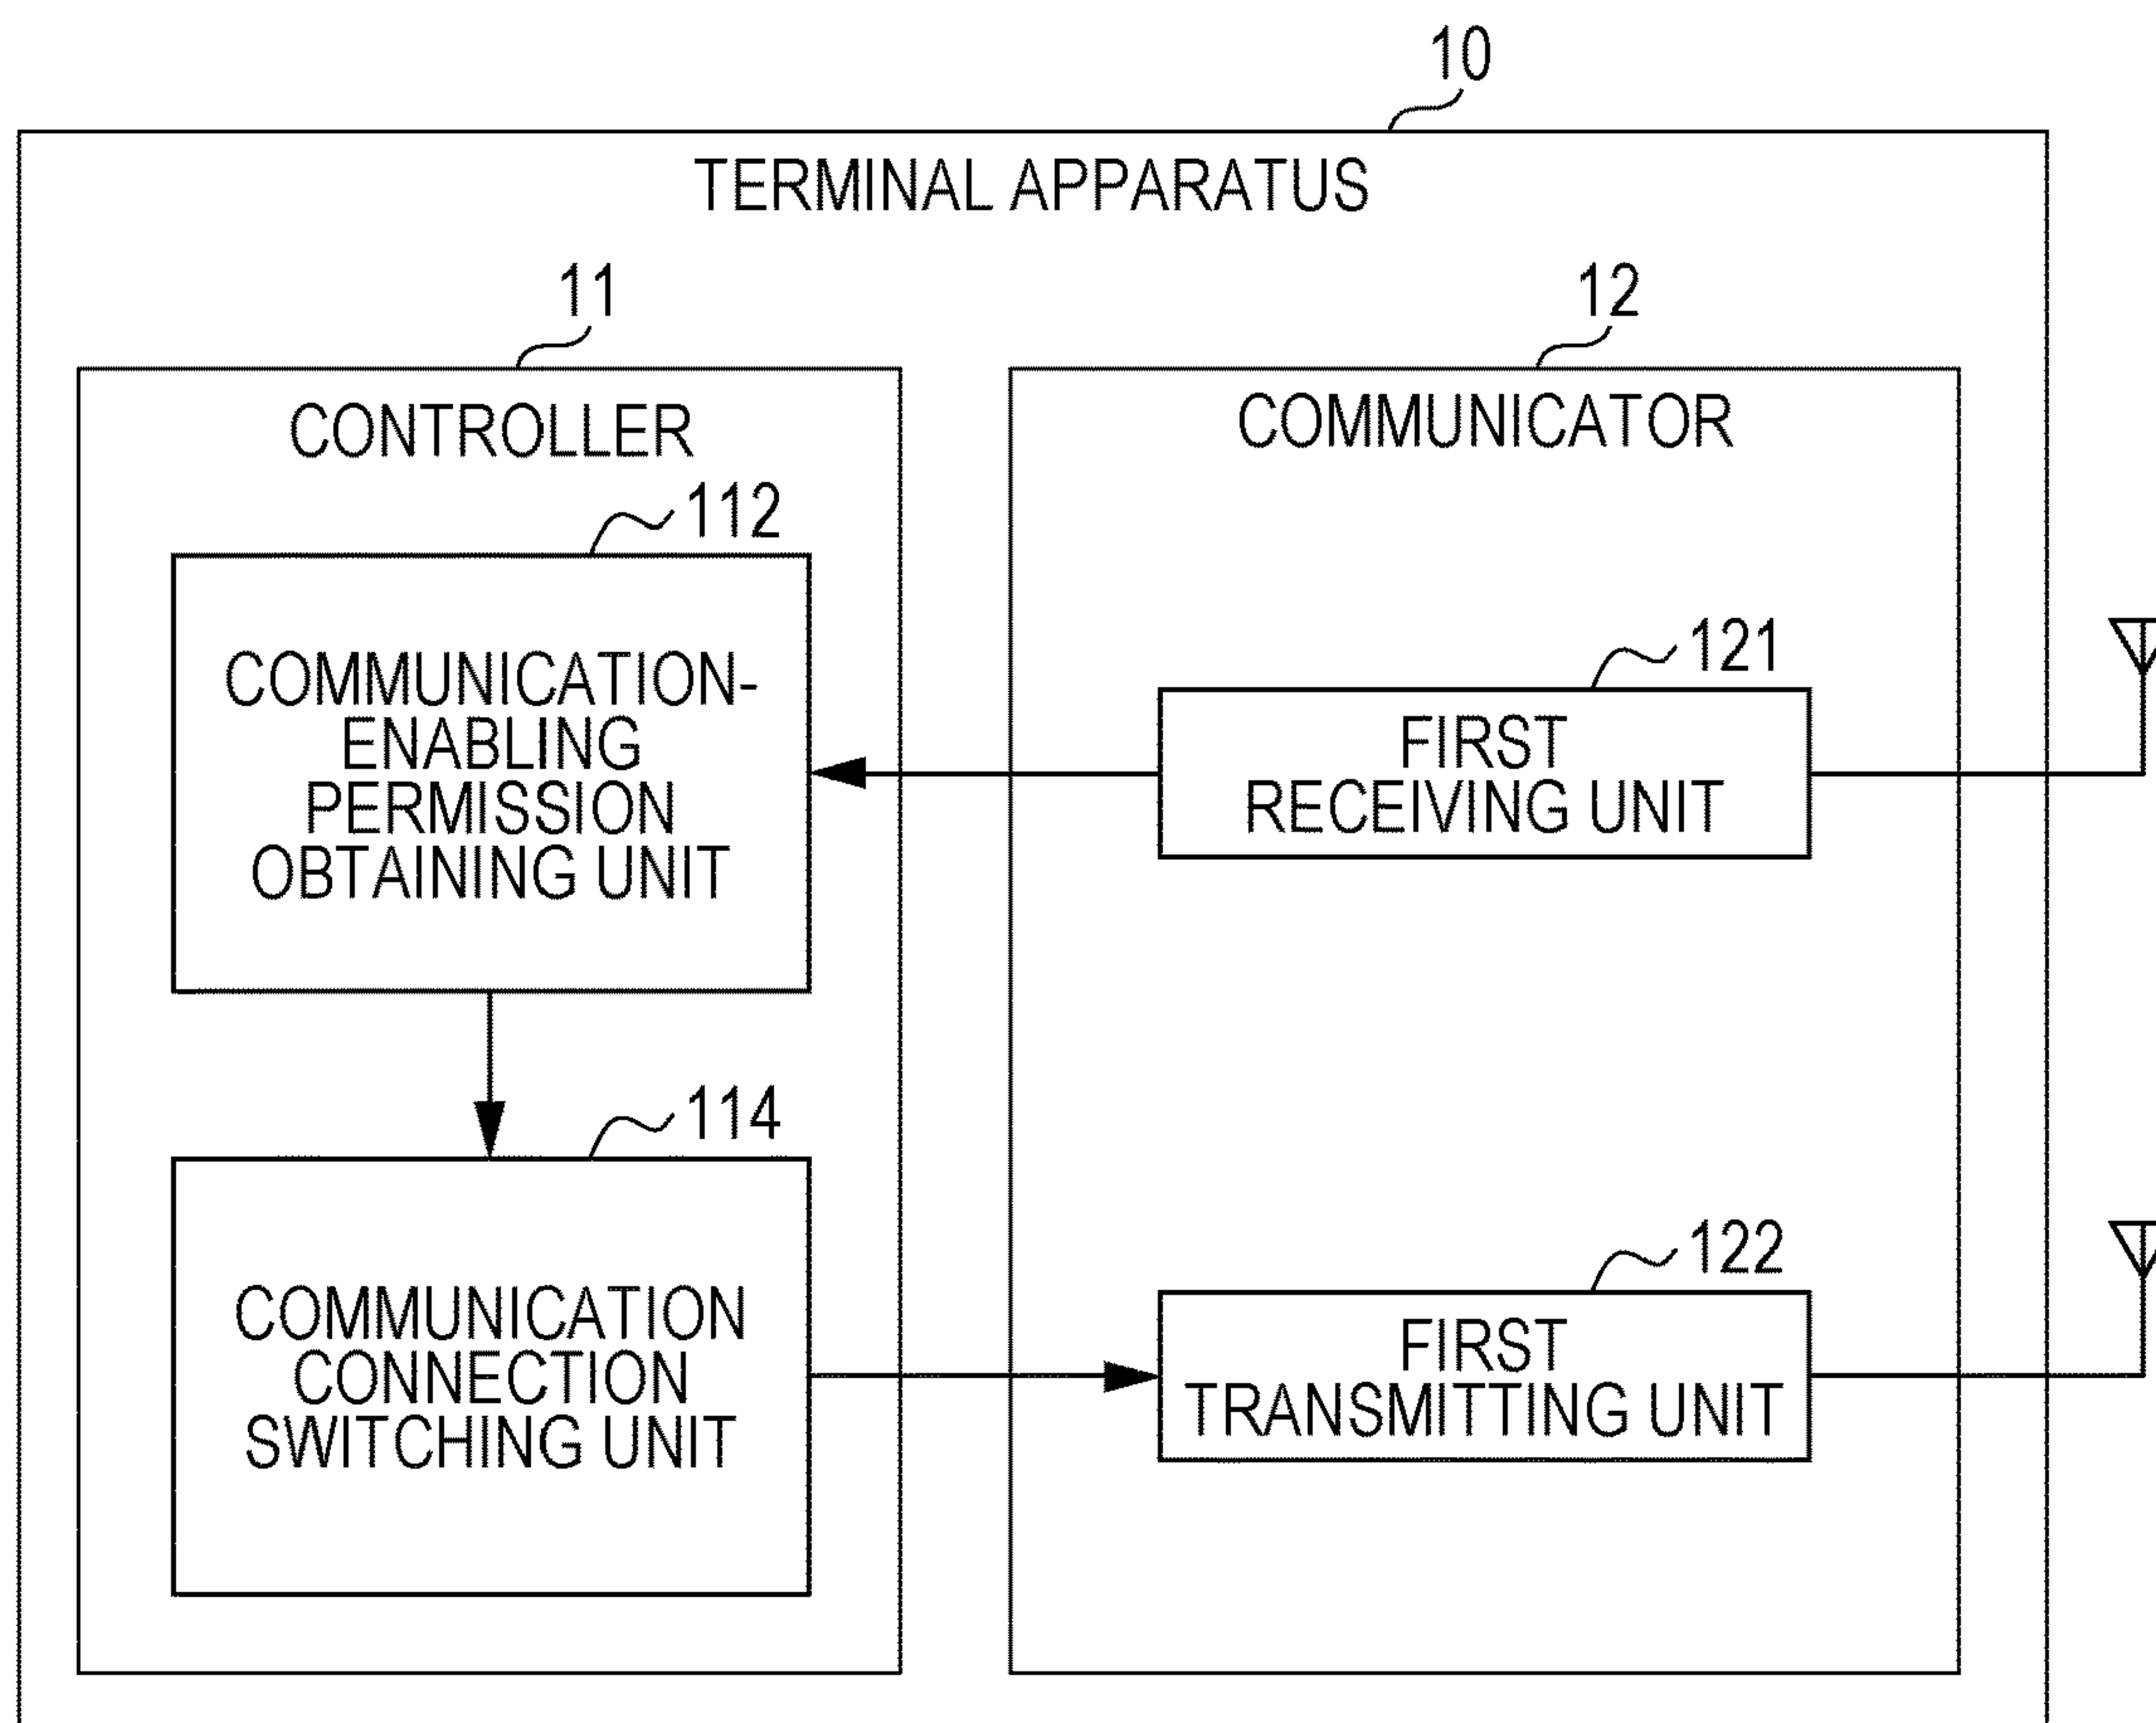 10
TERMINAL APPARATUS
11
12
CONTROLLER
COMMUNICATOR
112
COMMUNICATION-
ENABLING
PERMISSION
OBTAINING UNIT
121
FIRST
RECEIVING UNIT
114
COMMUNICATION
CONNECTION
SWITCHING UNIT
122
FIRST
TRANSMITTING UNIT